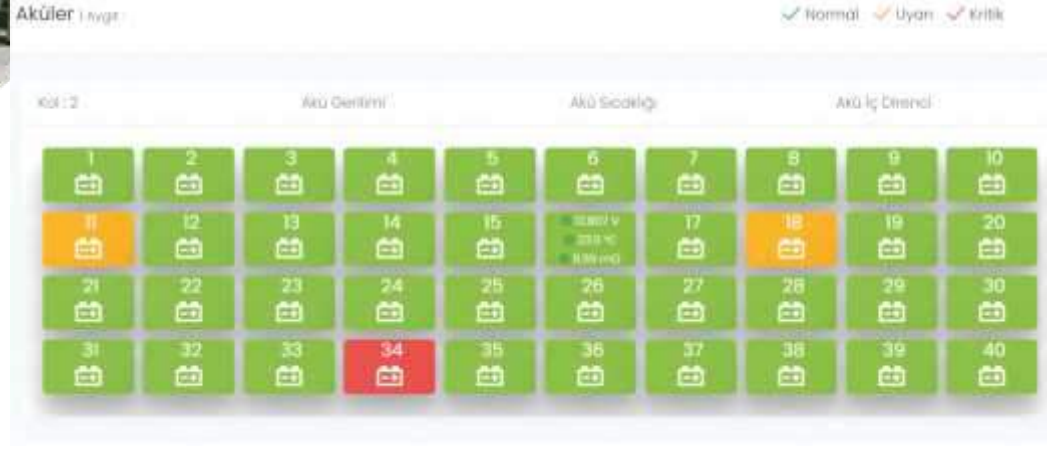 Aküler | Aygıt :
Normal Uyarı Kritik
Kol : 2 Akü Gerilimi Akü Sıcaklığı Akü İç Direnci
1 2 3 4 5 6 7 8 9 10
11 12 13 14 15 17 18 19 20
21 22 23 24 25 26 27 28 29 30
31 32 33 34 35 36 37 38 39 40